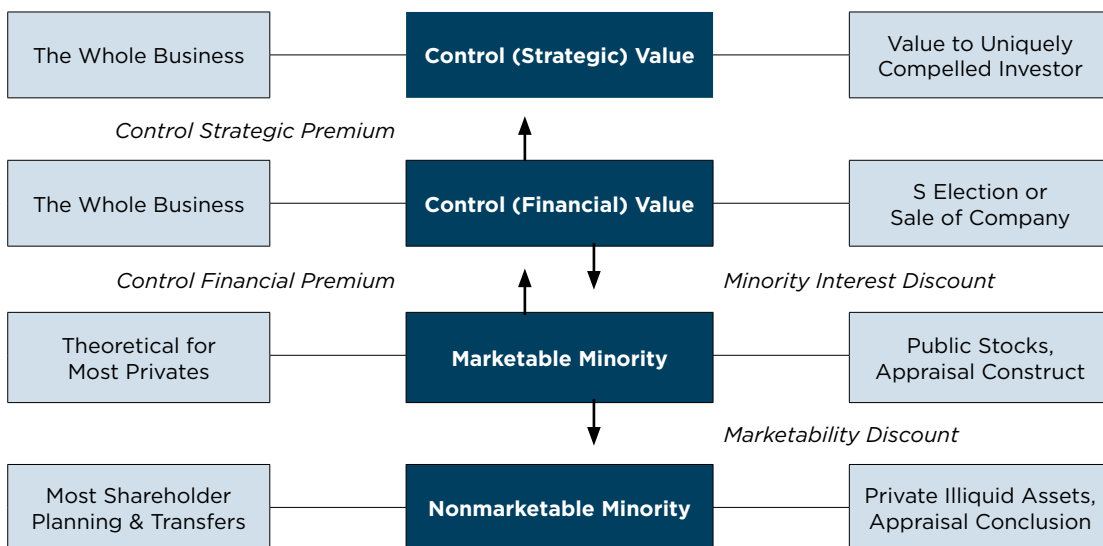 The Whole Business
Control (Strategic) Value
Value to Uniquely
Compelled Investor
Control Strategic Premium
The Whole Business
Control (Financial) Value
S Election or
Sale of Company
Control Financial Premium
Minority Interest Discount
Theoretical for
Most Privates
Marketable Minority
Public Stocks,
Appraisal Construct
Marketability Discount
Most Shareholder
Planning & Transfers
Nonmarketable Minority
Private Illiquid Assets,
Appraisal Conclusion